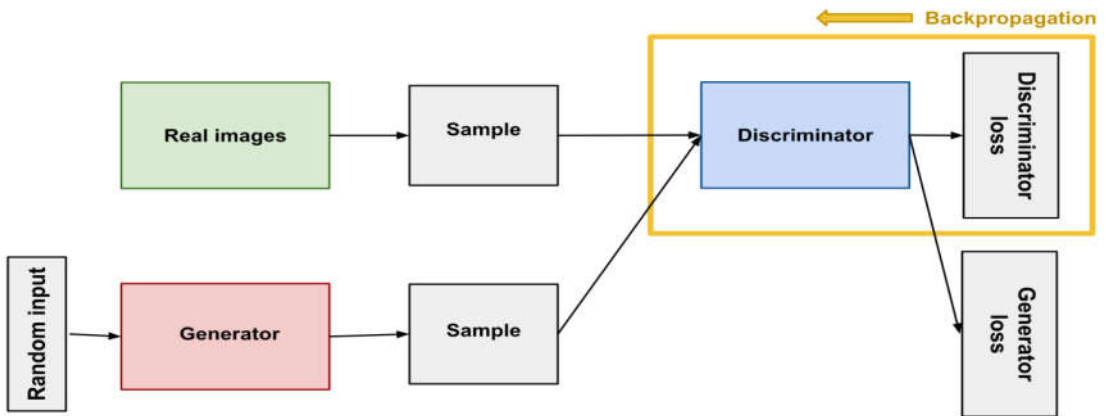 Backpropagation
Real images
Sample
Discriminator
Discriminator
loss
Random input
Generator
Sample
Generator
loss